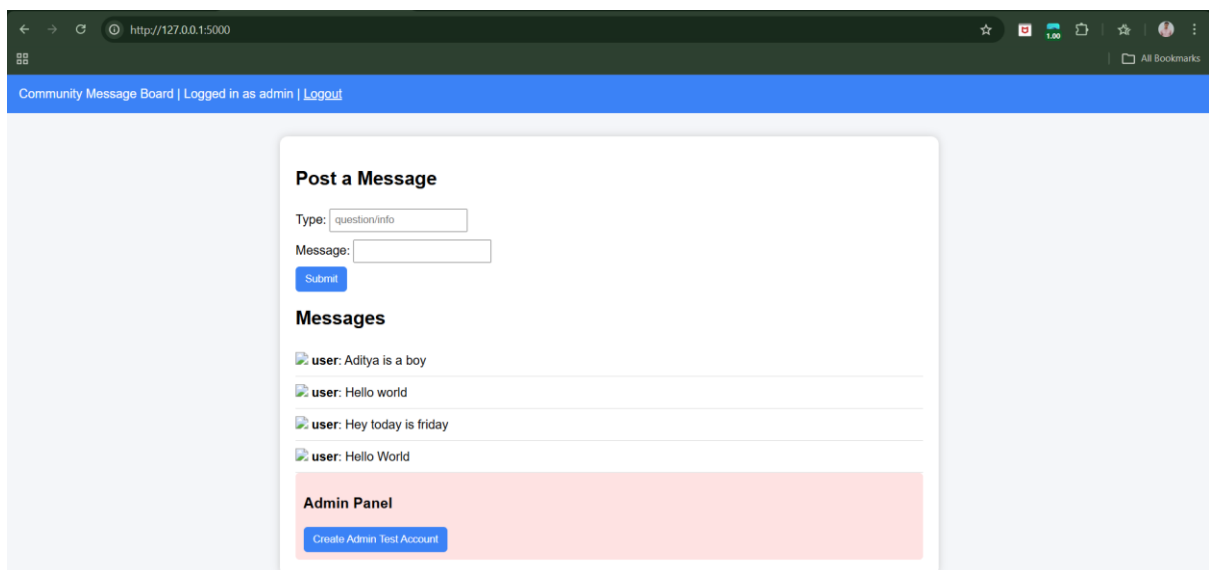 http://127.0.0.1:5000
1.00
All Bookmarks
Community Message Board | Logged in as admin | Logout
Post a Message
Type: question/info
Message:
Submit
Messages
user: Aditya is a boy
user: Hello world
user: Hey today is friday
user: Hello World
Admin Panel
Create Admin Test Account